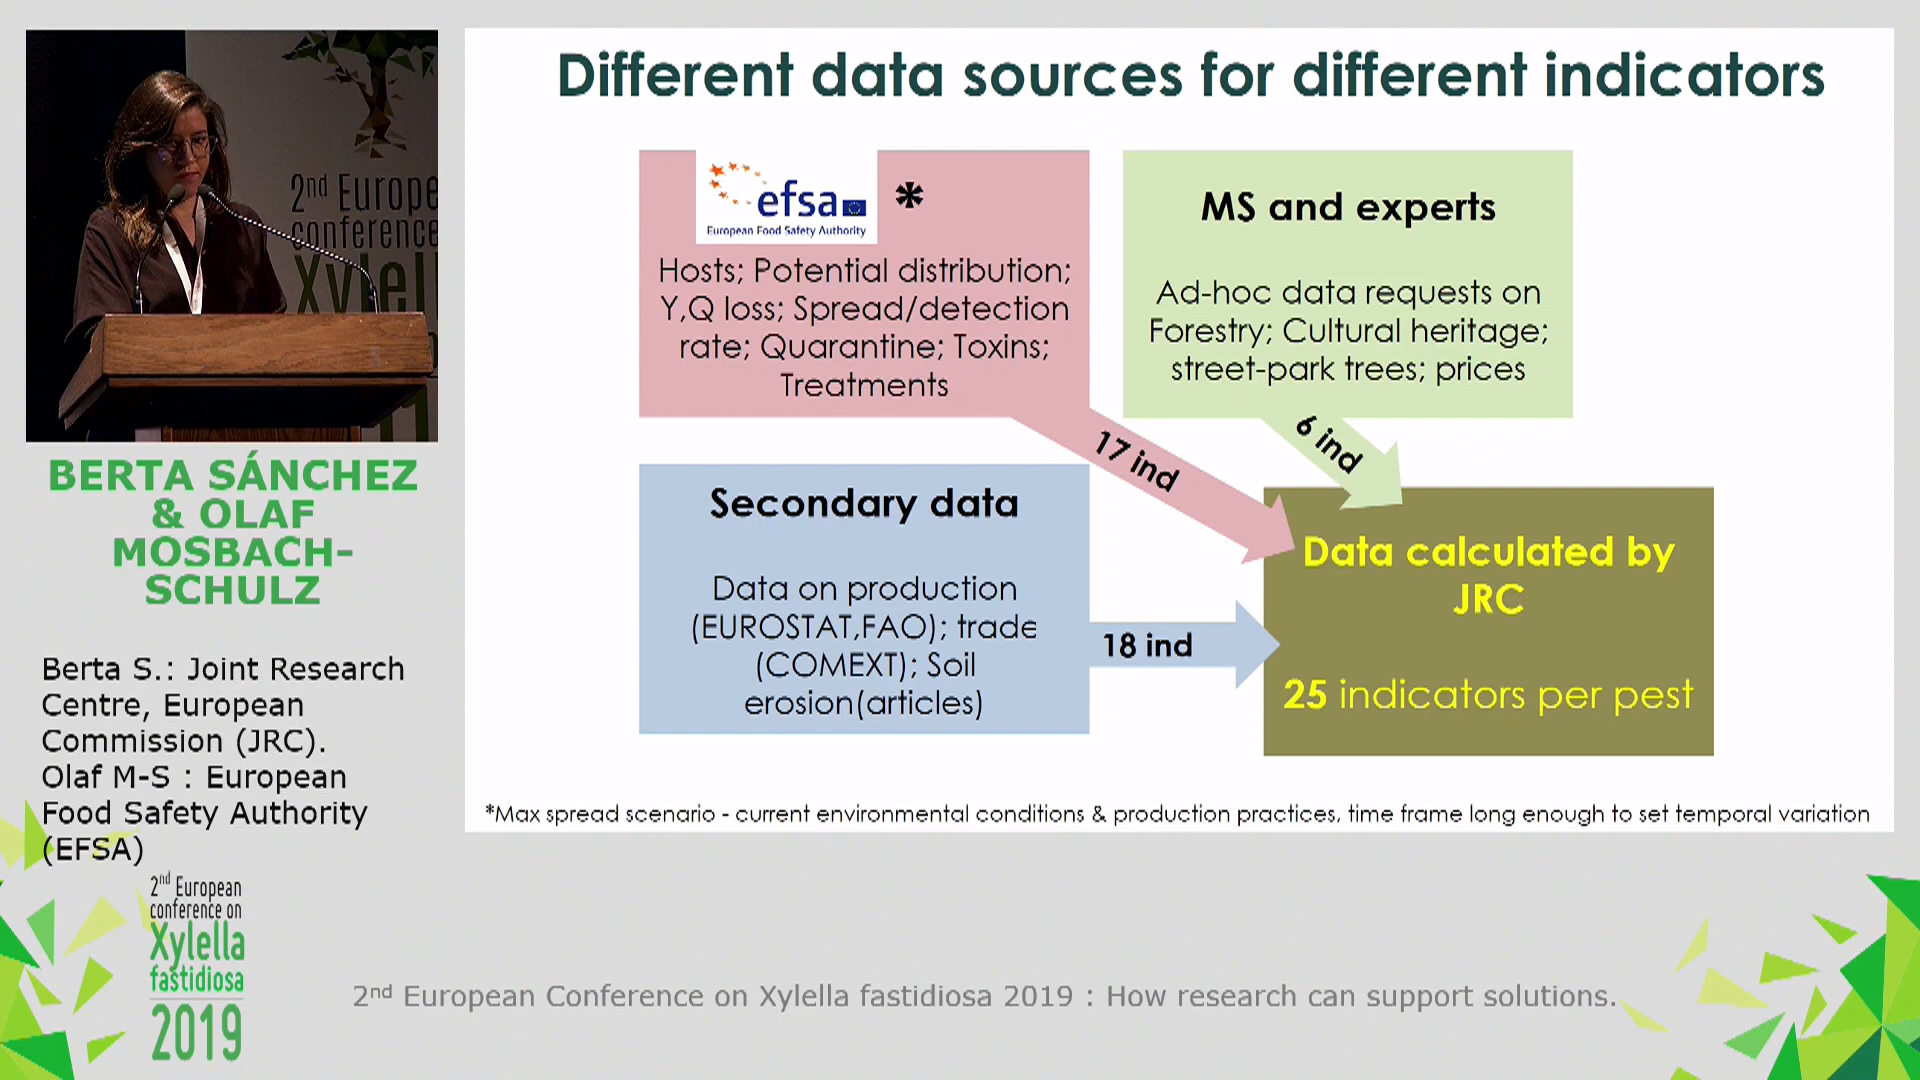 Different data sources for different indicators
efsa
European Food Safety Authority
*
Hosts; Potential distribution;
Y,Q loss; Spread/detection
rate; Quarantine; Toxins;
Treatments
MS and experts
Ad-hoc data requests on
Forestry; Cultural heritage;
street-park trees; prices
17 ind
6 ind
Secondary data
Data on production
(EUROSTAT,FAO); trade
(COMEXT); Soil
erosion(articles)
18 ind
Data calculated by
JRC
25 indicators per pest
*Max spread scenario - current environmental conditions & production practices, time frame long enough to set temporal variation
2nd Europe
conference
Xylell
BERTA SÁNCHEZ
& OLAF
MOSBACH-
SCHULZ
Berta S.: Joint Research
Centre, European
Commission (JRC).
Olaf M-S : European
Food Safety Authority
(EFSA)
2nd European
conference on
Xylella
fastidiosa
2019
2nd European Conference on Xylella fastidiosa 2019 : How research can support solutions.